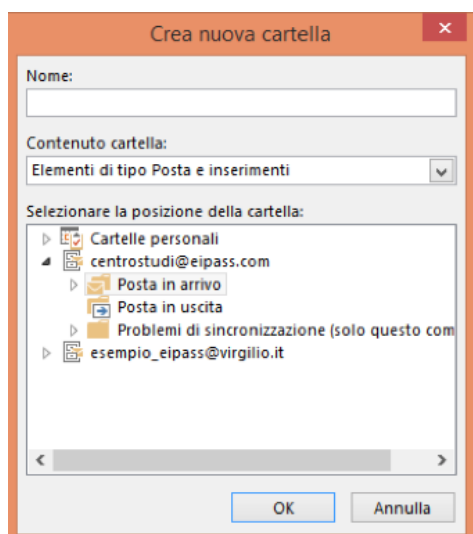 Crea nuova cartella
Nome:
Contenuto cartella:
Elementi di tipo Posta e inserimenti
Selezionare la posizione della cartella:
Cartelle personali
centrostudi@eipass.com
Posta in arrivo
Posta in uscita
Problemi di sincronizzazione (solo questo com
esempio_eipass@virgilio.it
OK Annulla